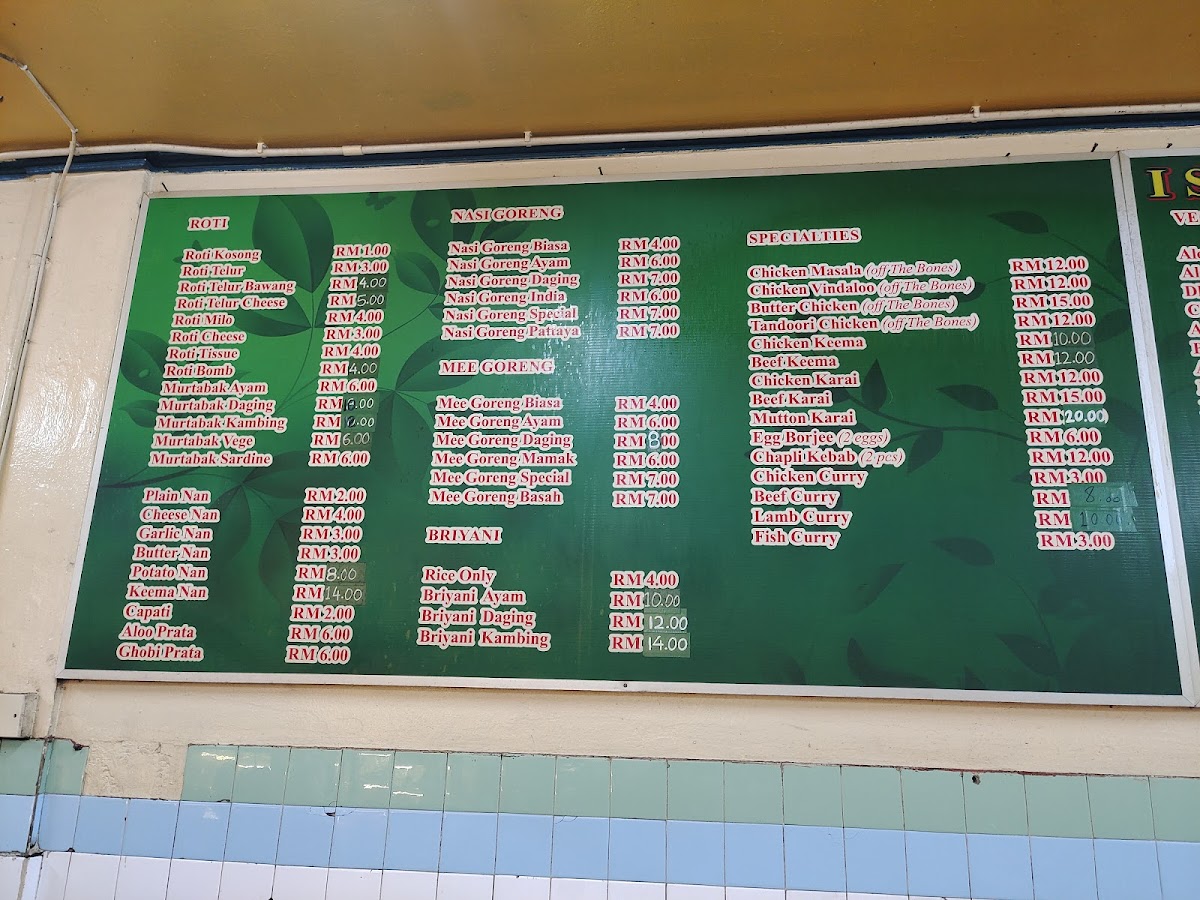 ROTI
Roti Kosong RM 1.00
Roti Telur RM 3.00
Roti Telur Bawang RM 4.00
Roti Telur Cheese RM 5.00
Roti Milo RM 4.00
Roti Cheese RM 3.00
Roti Tissue RM 4.00
Roti Bomb RM 4.00
Murtabak Ayam RM 6.00
Murtabak Daging RM
Murtabak Kambing RM
Murtabak Vege RM 6.00
Murtabak Sardine RM 6.00
Plain Nan RM 2.00
Cheese Nan RM 4.00
Garlic Nan RM 3.00
Butter Nan RM 3.00
Potato Nan RM 8.00
Keema Nan RM 14.00
Capati RM 2.00
Aloo Prata RM 6.00
Ghobi Prata RM 6.00
NASI GORENG
Nasi Goreng Biasa RM 4.00
Nasi Goreng Ayam RM 6.00
Nasi Goreng Daging RM 7.00
Nasi Goreng India RM 6.00
Nasi Goreng Special RM 7.00
Nasi Goreng Pattaya RM 7.00
MEE GORENG
Mee Goreng Biasa RM 4.00
Mee Goreng Ayam RM 6.00
Mee Goreng Daging RM 8.00
Mee Goreng Mamak RM 6.00
Mee Goreng Special RM 7.00
Mee Goreng Basah RM 7.00
BRIYANI
Rice Only RM 4.00
Briyani Ayam RM 10.00
Briyani Daging RM 12.00
Briyani Kambing RM 14.00
SPECIALTIES
Chicken Masala (off The Bones) RM 12.00
Chicken Vindaloo (off The Bones) RM 12.00
Butter Chicken (off The Bones) RM 15.00
Tandoori Chicken (off The Bones) RM 12.00
Chicken Keema RM 10.00
Beef Keema RM 12.00
Chicken Karai RM 12.00
Beef Karai RM 15.00
Mutton Karai RM 20.00
Egg Borjee (2 eggs) RM 6.00
Chapli Kebab (2 pcs) RM 12.00
Chicken Curry RM 3.00
Beef Curry RM 8.00
Lamb Curry RM 10.00
Fish Curry RM 3.00
I S
VE